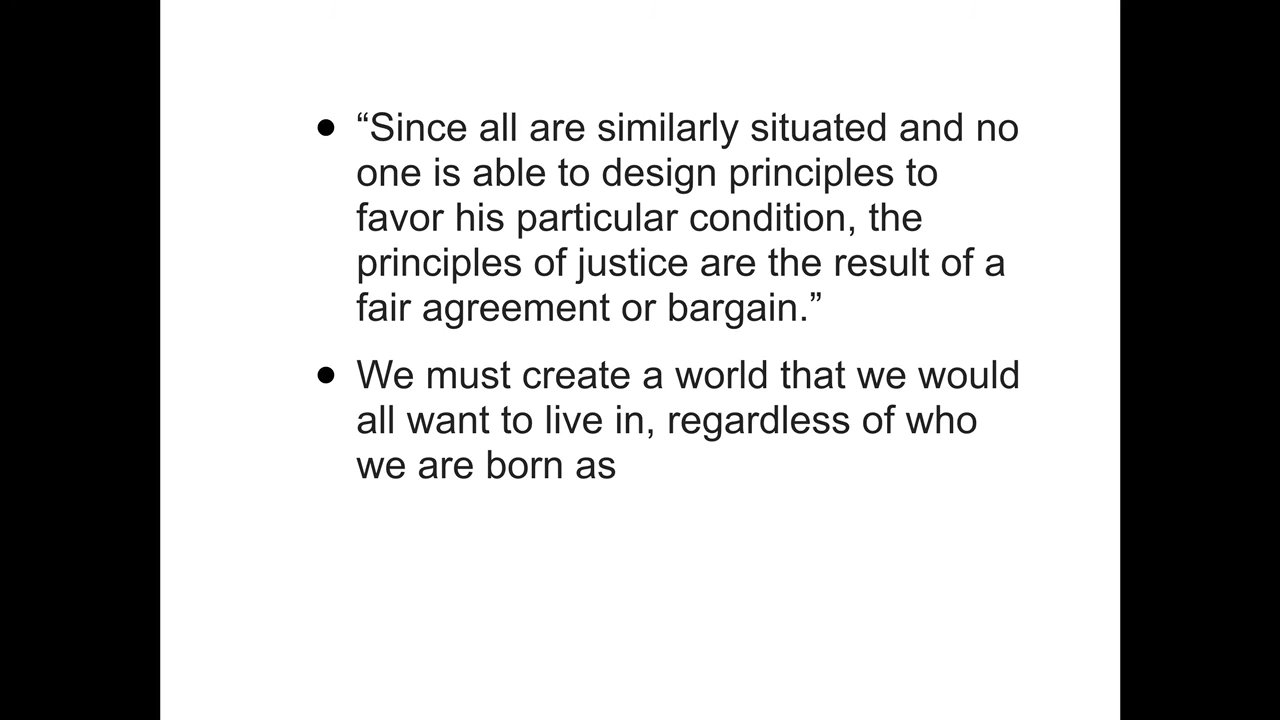 • “Since all are similarly situated and no
one is able to design principles to
favor his particular condition, the
principles of justice are the result of a
fair agreement or bargain.”
• We must create a world that we would
all want to live in, regardless of who
we are born as